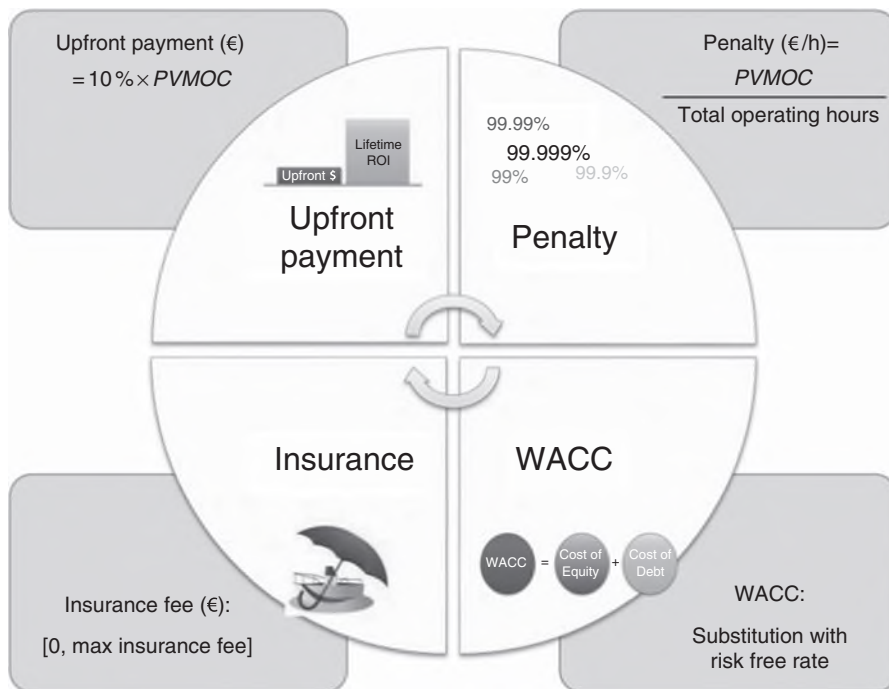 Upfront payment (€)
= 10 % × PVMOC
Penalty (€/h)=
PVMOC
Total operating hours
Lifetime
ROI
Upfront $
Upfront
payment
99.99%
99.999%
99%
99.9%
Penalty
Insurance
WACC
WACC
=
Cost of
Equity
+
Cost of
Debt
Insurance fee (€):
[0, max insurance fee]
WACC:
Substitution with
risk free rate